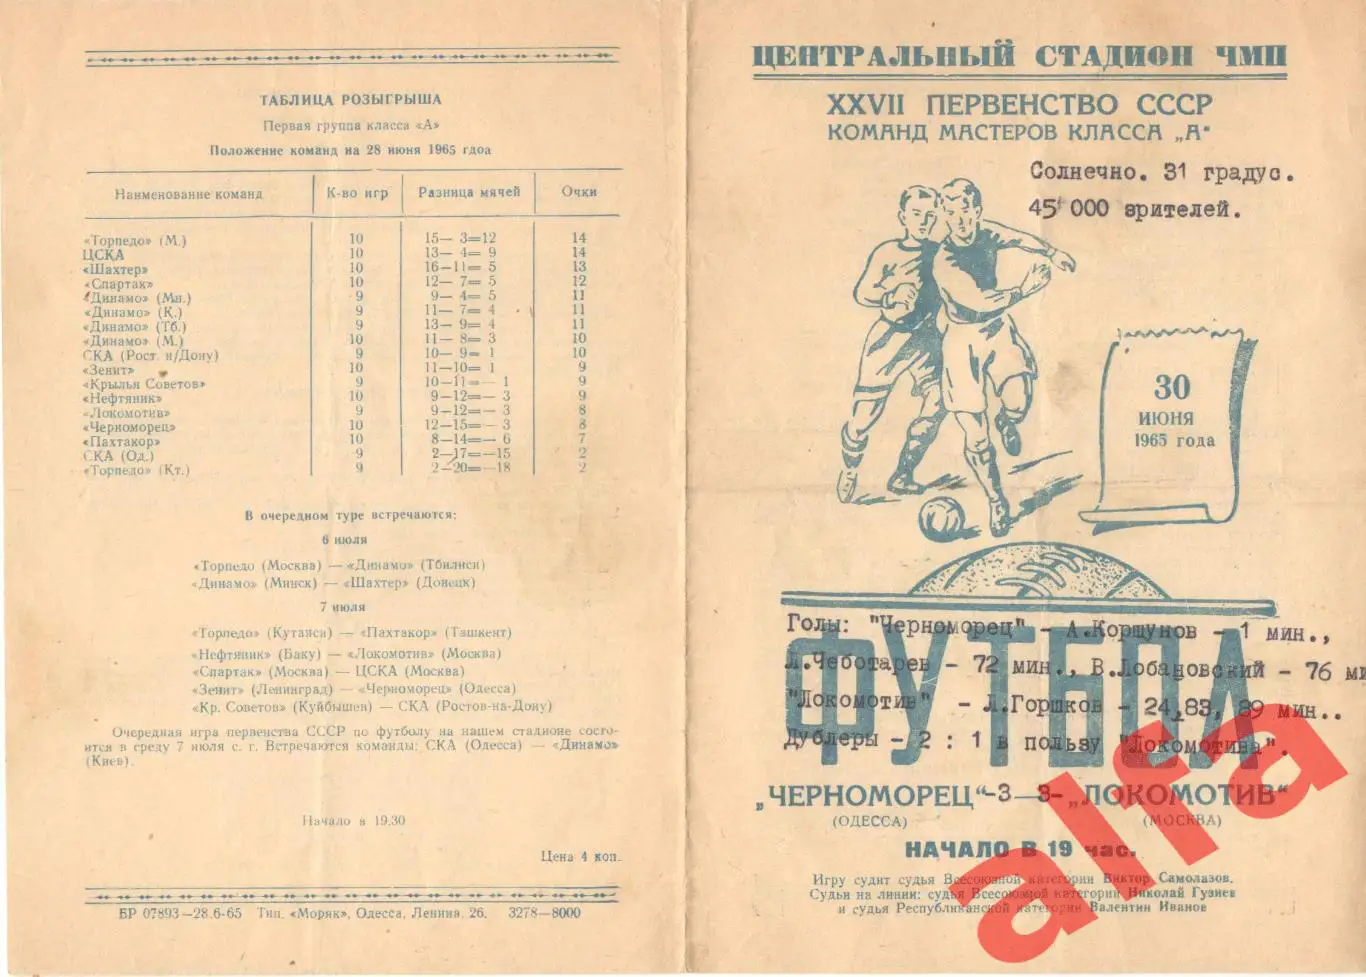 ТАБЛИЦА РОЗЫГРЫША
Первая группа класса «А»
Положение команд на 28 июня 1965 гдоа
Наименование команд К-во игр Разница мячей Очки
«Торпедо» (М.) 10 15— 3=12 14
ЦСКА 10 13— 4= 9 14
«Шахтер» 10 16—11= 5 13
«Спартак» 10 12— 7= 5 12
«Динамо» (Мн.) 9 9— 4= 5 11
«Динамо» (К.) 9 11— 7= 4 11
«Динамо» (Тб.) 9 13— 9= 4 11
«Динамо» (М.) 10 11— 8= 3 10
СКА (Рост. н/Дону) 9 10— 9= 1 10
«Зенит» 10 11—10= 1 9
«Крылья Советов» 9 10—11=— 1 9
«Нефтяник» 10 9—12=— 3 9
«Локомотив» 9 9—12=— 3 8
«Черноморец» 10 12—15=— 3 8
«Пахтакор» 10 8—14=— 6 7
СКА (Од.) 9 2—17=—15 2
«Торпедо» (Кт.) 9 2—20=—18 2
В очередном туре встречаются:
6 июля
«Торпедо (Москва) — «Динамо» (Тбилиси)
«Динамо» (Минск) — «Шахтер» (Донецк)
7 июля
«Торпедо» (Кутаиси) — «Пахтакор» (Ташкент)
«Нефтяник» (Баку) — «Локомотив» (Москва)
«Спартак» (Москва) — ЦСКА (Москва)
«Зенит» (Ленинград) — «Черноморец» (Одесса)
«Кр. Советов» (Куйбышев) — СКА (Ростов-на-Дону)
Очередная игра первенства СССР по футболу на нашем стадионе состо-
ится в среду 7 июля с. г. Встречаются команды: СКА (Одесса) — «Динамо»
(Киев).
Начало в 19.30
Цена 4 коп.
БР 07893—28.6-65 Тип. «Моряк», Одесса, Ленина, 26. 3278—8000
ЦЕНТРАЛЬНЫЙ СТАДИОН ЧМП
XXVII ПЕРВЕНСТВО СССР
КОМАНД МАСТЕРОВ КЛАССА „А“
Солнечно. 31 градус.
45 000 зрителей.
30
ИЮНЯ
1965 года
Голы: "Черноморец" - А.Коршунов - 1 мин.,
Л.Чеботарев - 72 мин., В.Лобановский - 76 ми
"Локомотив" - Л.Горшков - 24,83, 89 мин..
Дублеры - 2 : 1 в пользу "Локомотива".
ФУТБОЛ
„ЧЕРНОМОРЕЦ“ -3—3- „ЛОКОМОТИВ“
(ОДЕССА) (МОСКВА)
НАЧАЛО В 19 час.
Игру судит судья Всесоюзной категории Виктор Самолазов.
Судьи на линии: судья Всесоюзной категории Николай Гузиев
и судья Республиканской категории Валентин Иванов
alfa